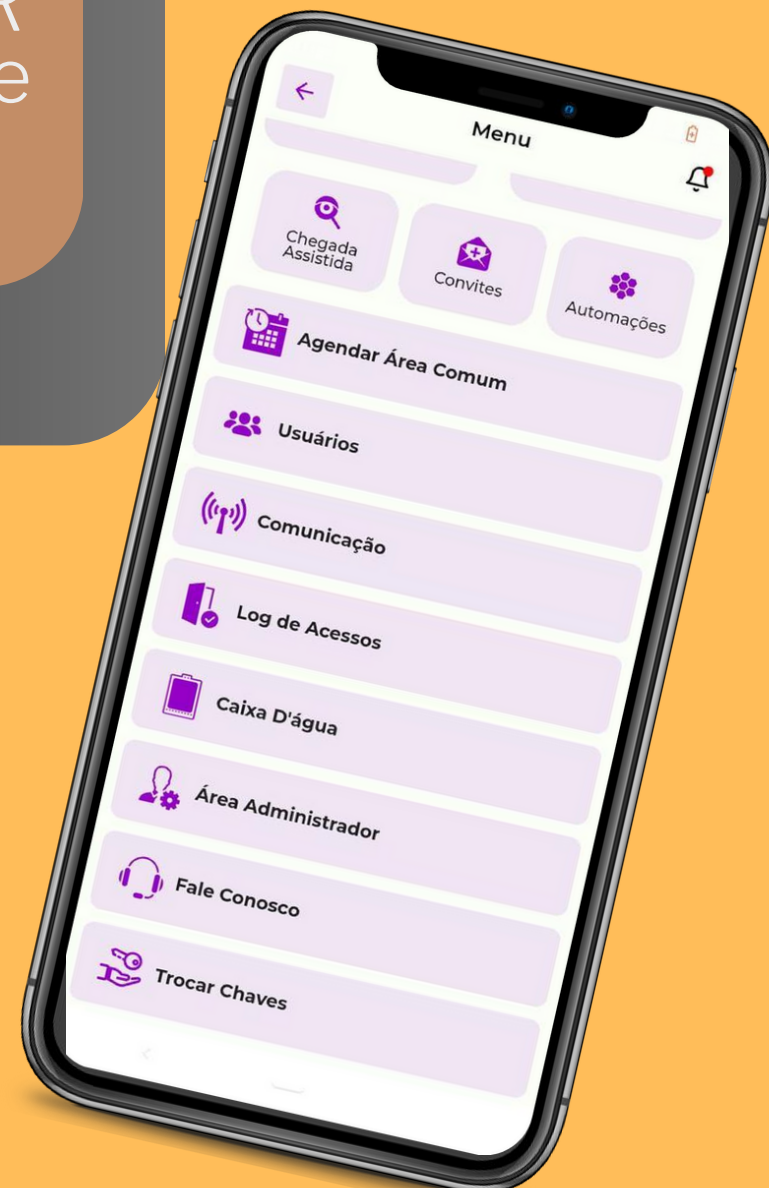 e
Menu
Chegada
Assistida
Convites
Automações
Agendar Área Comum
Usuários
Comunicação
Log de Acessos
Caixa D'água
Área Administrador
Fale Conosco
Trocar Chaves